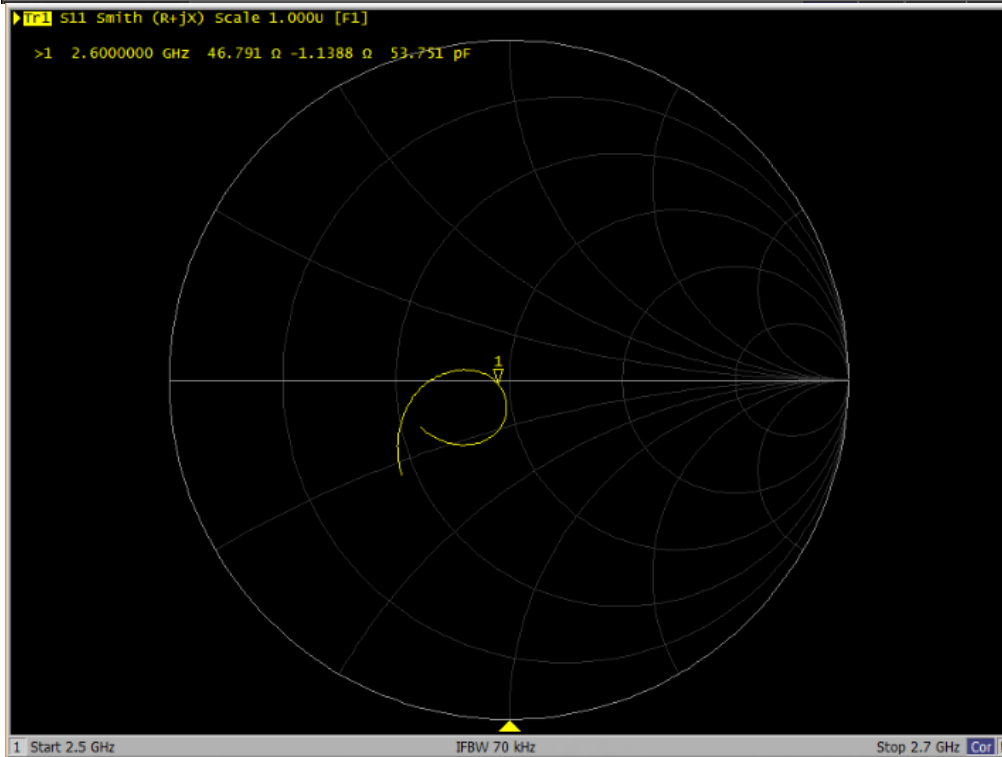 Tr1 S11 Smith (R+jX) Scale 1.000U [F1]
>1 2.6000000 GHz 46.791 Ω -1.1388 Ω 53.751 pF
1
1 Start 2.5 GHz IFBW 70 kHz Stop 2.7 GHz Cor